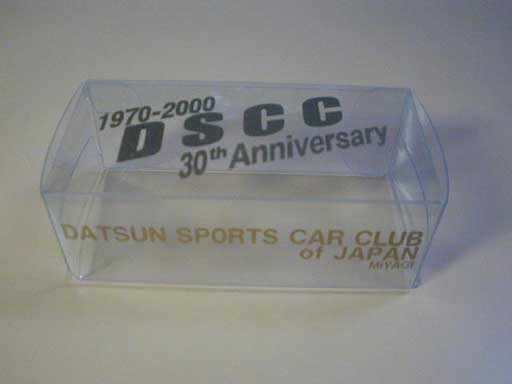 1970-2000
DSCC
30th Anniversary
DATSUN SPORTS CAR CLUB
of JAPAN
MIYAGI